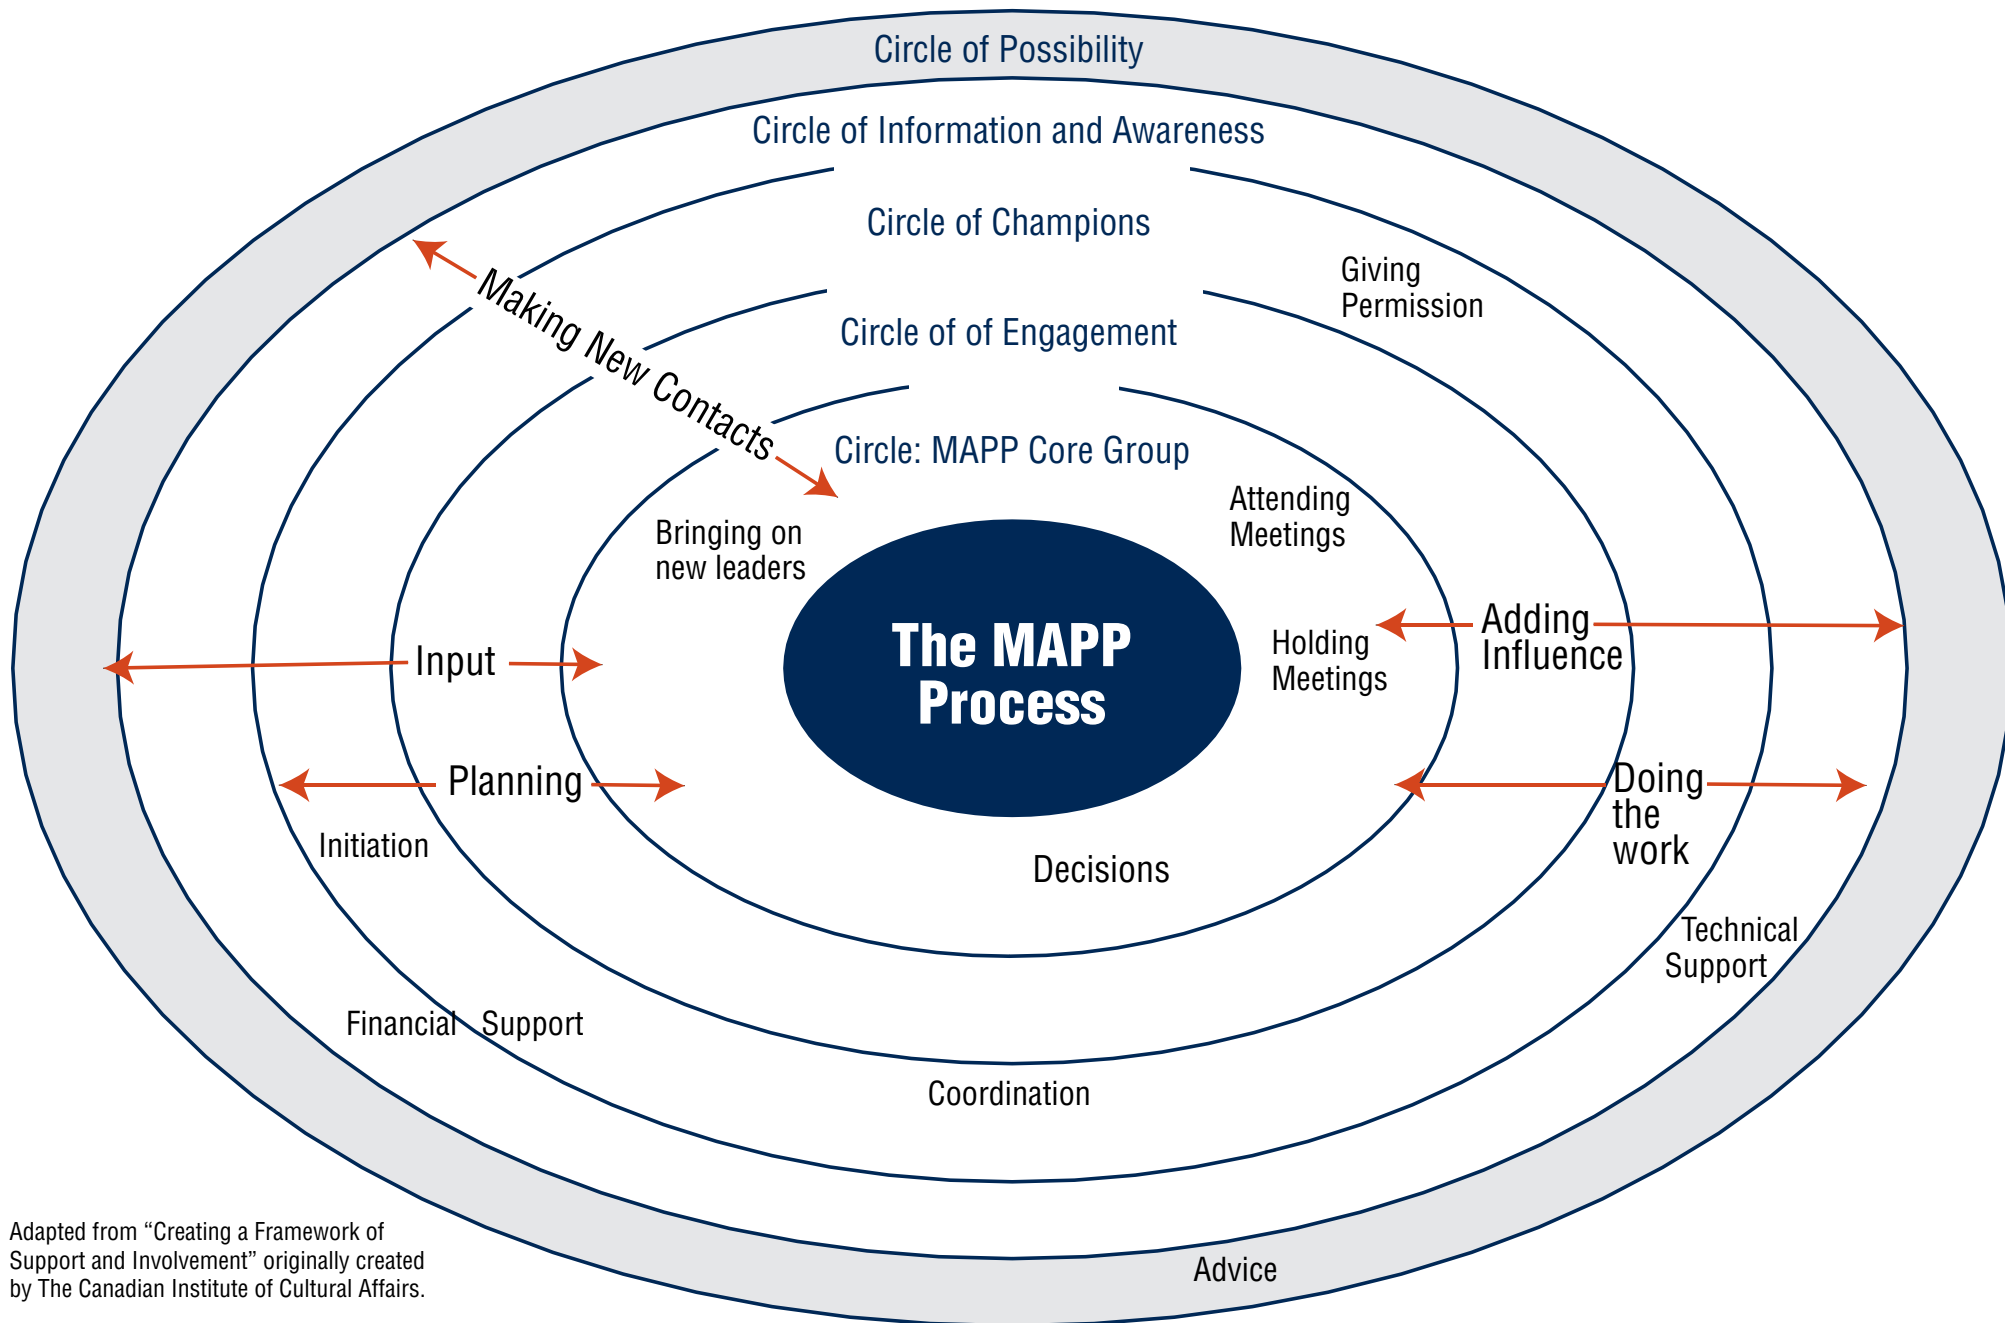 Circle of Possibility
Circle of Information and Awareness
Circle of Champions
Giving
Permission
Making New Contacts
Circle of of Engagement
Circle: MAPP Core Group
Attending
Meetings
Bringing on
new leaders
The MAPP
Process
Holding
Meetings
Adding
Influence
Input
Planning
Doing
the
work
Initiation
Decisions
Technical
Support
Financial Support
Coordination
Adapted from “Creating a Framework of
Support and Involvement” originally created
by The Canadian Institute of Cultural Affairs.
Advice